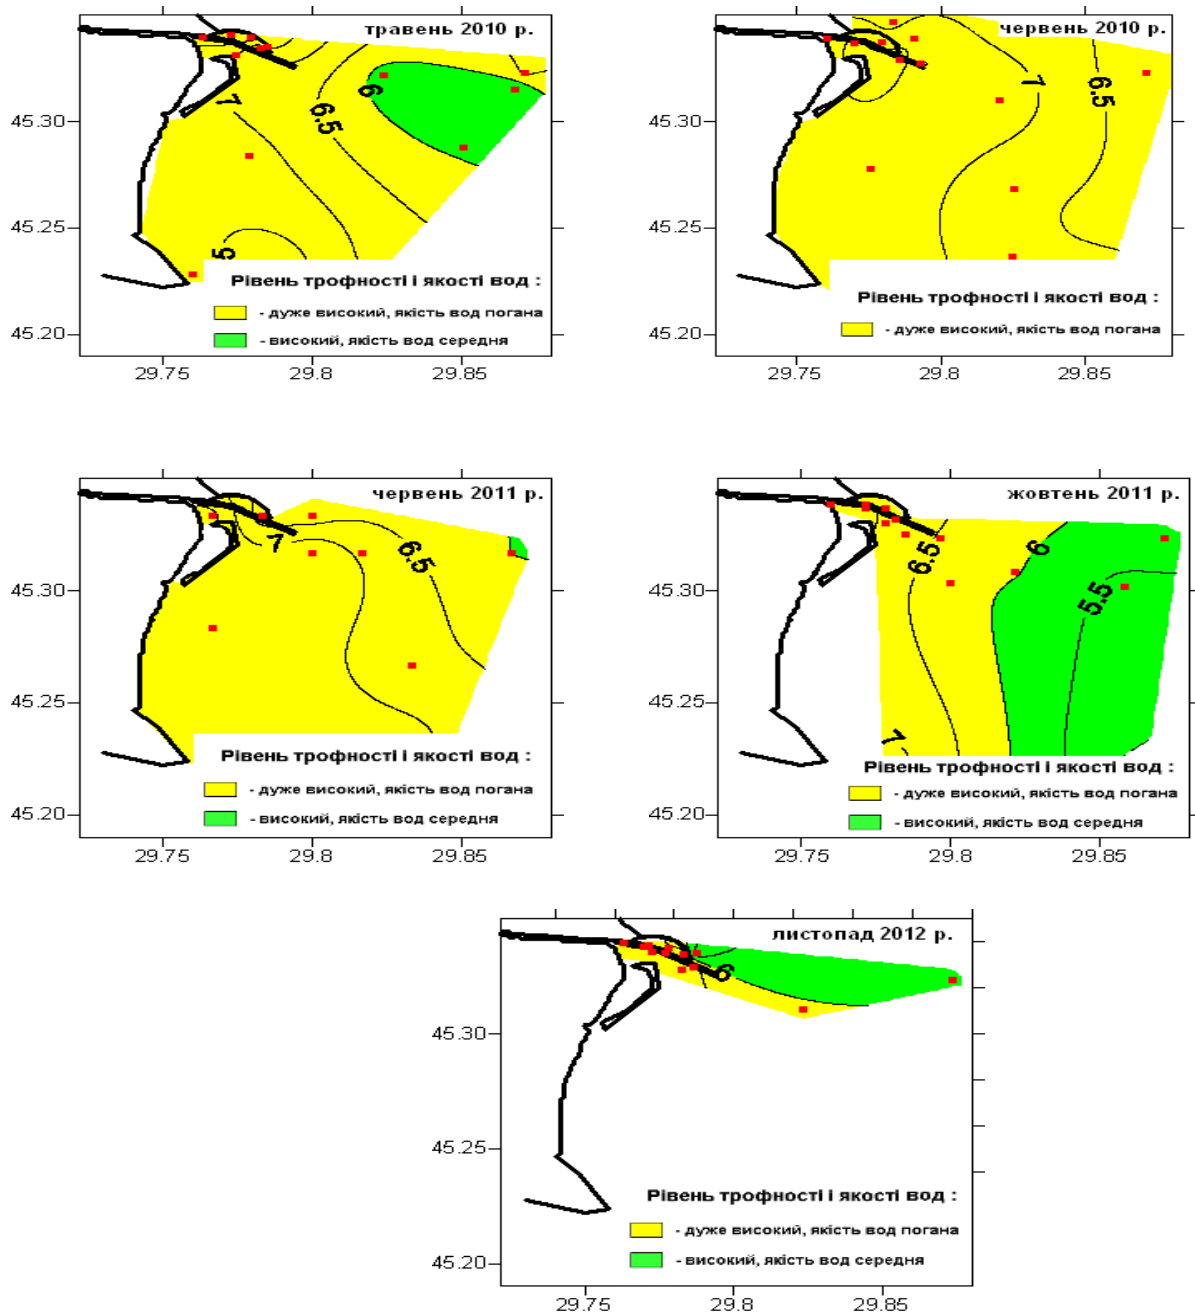 травень 2010 р.
7
6.5
6
5
45.30
45.25
45.20
Рівень трофності і якості вод :
- дуже високий, якість вод погана
- високий, якість вод середня
29.75 29.8 29.85
червень 2010 р.
7
6.5
45.30
45.25
45.20
Рівень трофності і якості вод :
- дуже високий, якість вод погана
29.75 29.8 29.85
червень 2011 р.
7
6.5
45.30
45.25
45.20
Рівень трофності і якості вод :
- дуже високий, якість вод погана
- високий, якість вод середня
29.75 29.8 29.85
жовтень 2011 р.
6.5
6
5.5
7
45.30
45.25
45.20
Рівень трофності і якості вод :
- дуже високий, якість вод погана
- високий, якість вод середня
29.75 29.8 29.85
листопад 2012 р.
6
45.30
45.25
45.20
Рівень трофності і якості вод :
- дуже високий, якість вод погана
- високий, якість вод середня
29.75 29.8 29.85